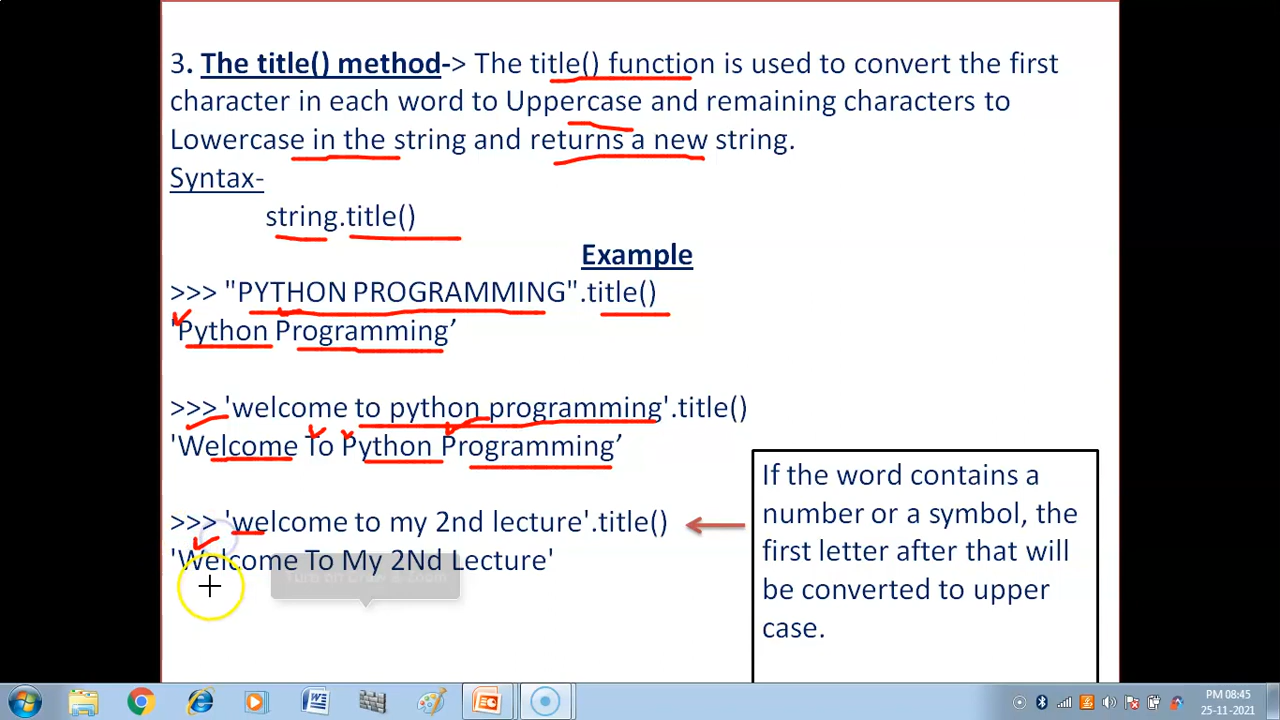 3. The title() method-> The title() function is used to convert the first
character in each word to Uppercase and remaining characters to
Lowercase in the string and returns a new string.
Syntax-
string.title()
Example
>>> "PYTHON PROGRAMMING".title()
'Python Programming’
>>> 'welcome to python programming'.title()
'Welcome To Python Programming’
>>> 'welcome to my 2nd lecture'.title()
'Welcome To My 2Nd Lecture'
If the word contains a
number or a symbol, the
first letter after that will
be converted to upper
case.
PM 08:45
25-11-2021